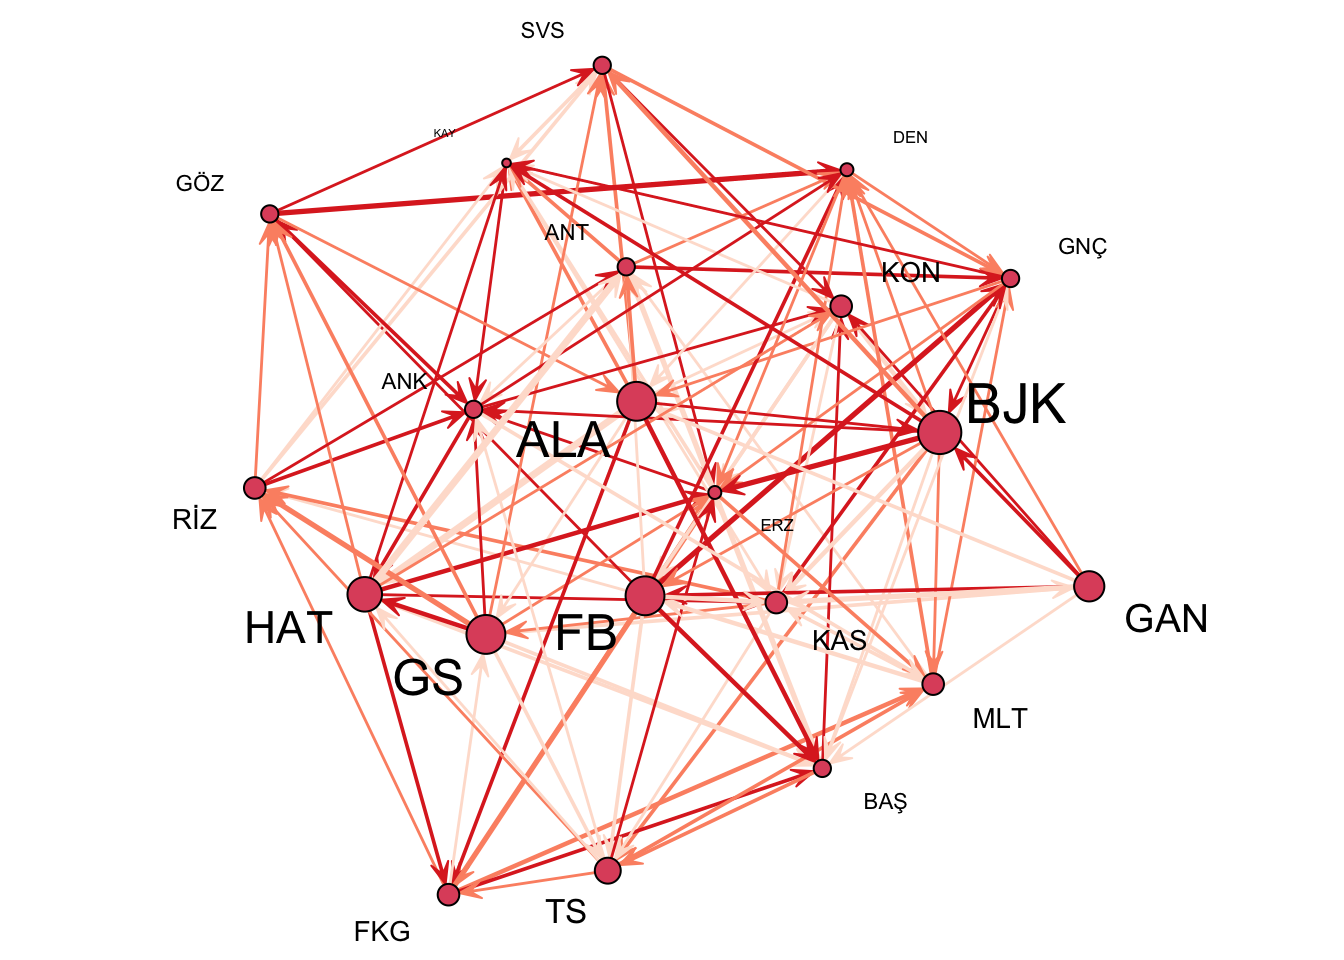 SVS
KAY
DEN
GÖZ
ANT
GNÇ
KON
ANK
BJK
ALA
RİZ
ERZ
HAT
FB
GAN
KAS
GS
MLT
BAŞ
TS
FKG